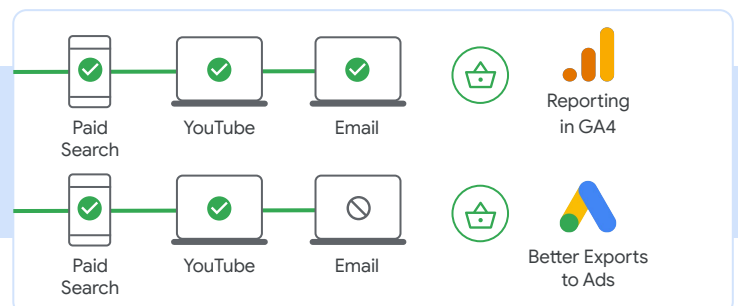 Paid
Search
YouTube
Email
Reporting
in GA4
Paid
Search
YouTube
Email
Better Exports
to Ads